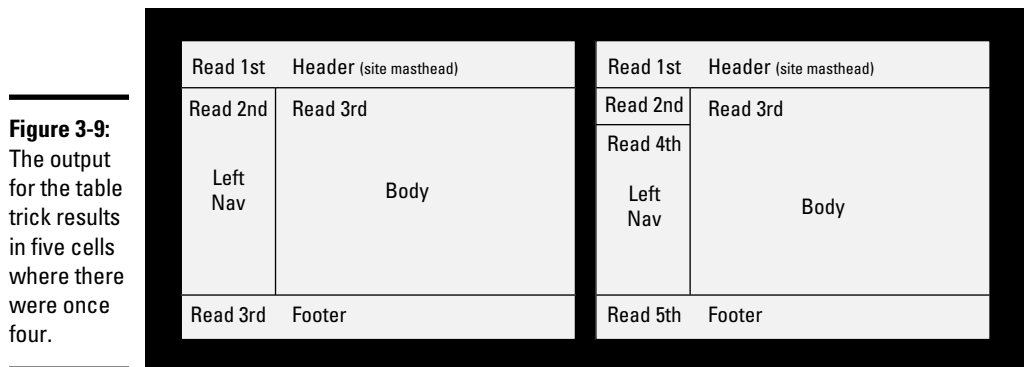 Figure 3-9:
The output
for the table
trick results
in five cells
where there
were once
four.
Read 1st Header (site masthead)
Read 2nd Read 3rd
Left
Nav
Body
Read 3rd Footer
Read 1st Header (site masthead)
Read 2nd Read 3rd
Read 4th
Left
Nav
Body
Read 5th Footer